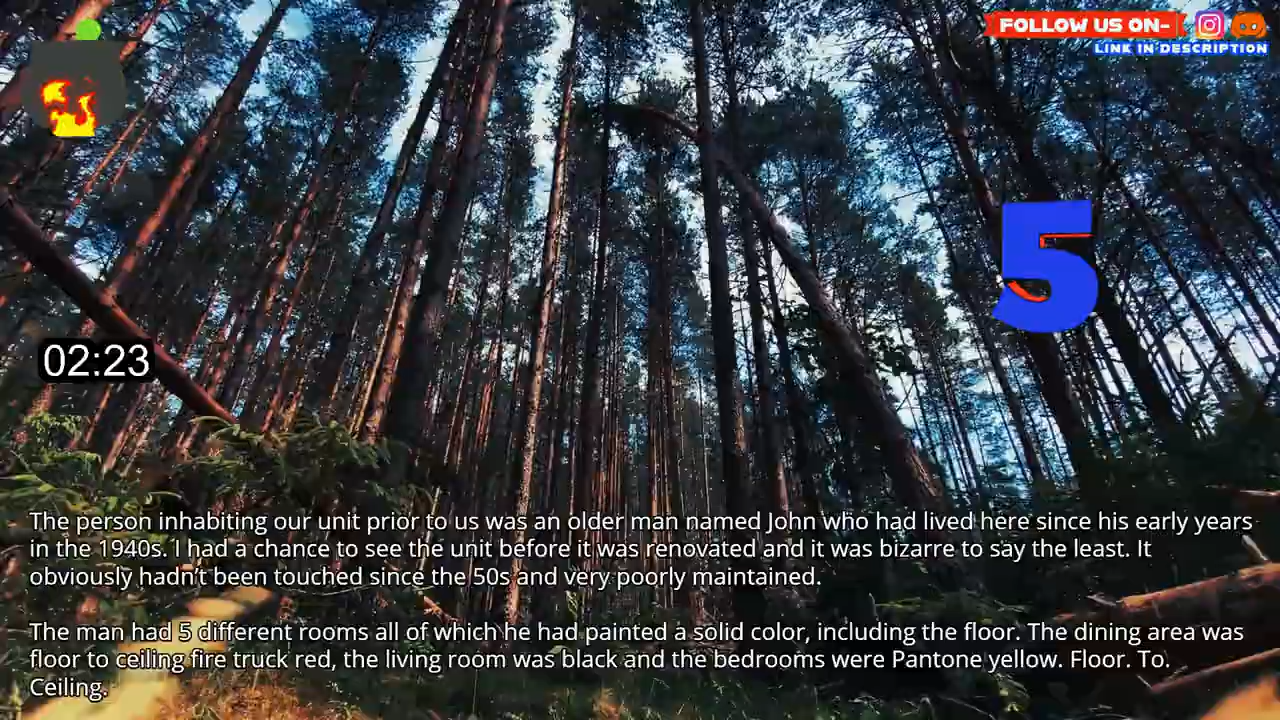 FOLLOW US ON-
LINK IN DESCRIPTION
5
02:23
The person inhabiting our unit prior to us was an older man named John who had lived here since his early years
in the 1940s. I had a chance to see the unit before it was renovated and it was bizarre to say the least. It
obviously hadn't been touched since the 50s and very poorly maintained.
The man had 5 different rooms all of which he had painted a solid color, including the floor. The dining area was
floor to ceiling fire truck red, the living room was black and the bedrooms were Pantone yellow. Floor. To.
Ceiling.